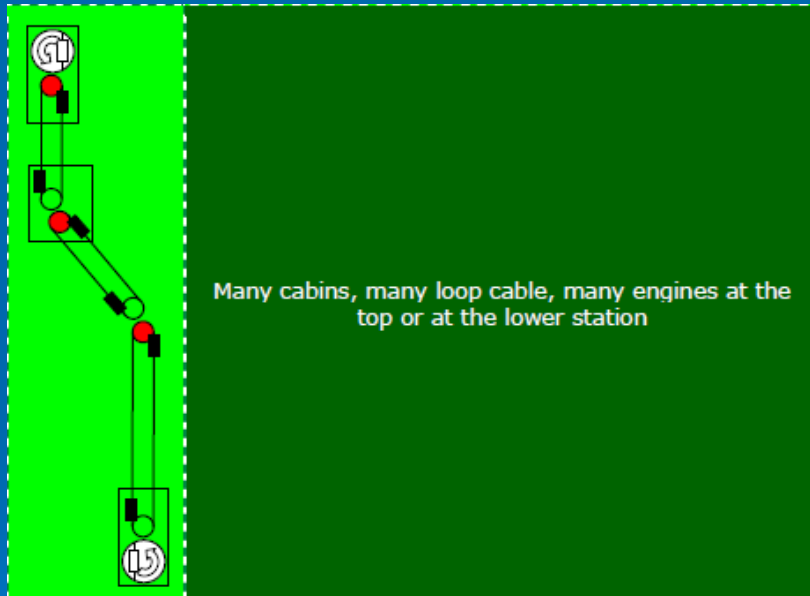 Many cabins, many loop cable, many engines at the
top or at the lower station